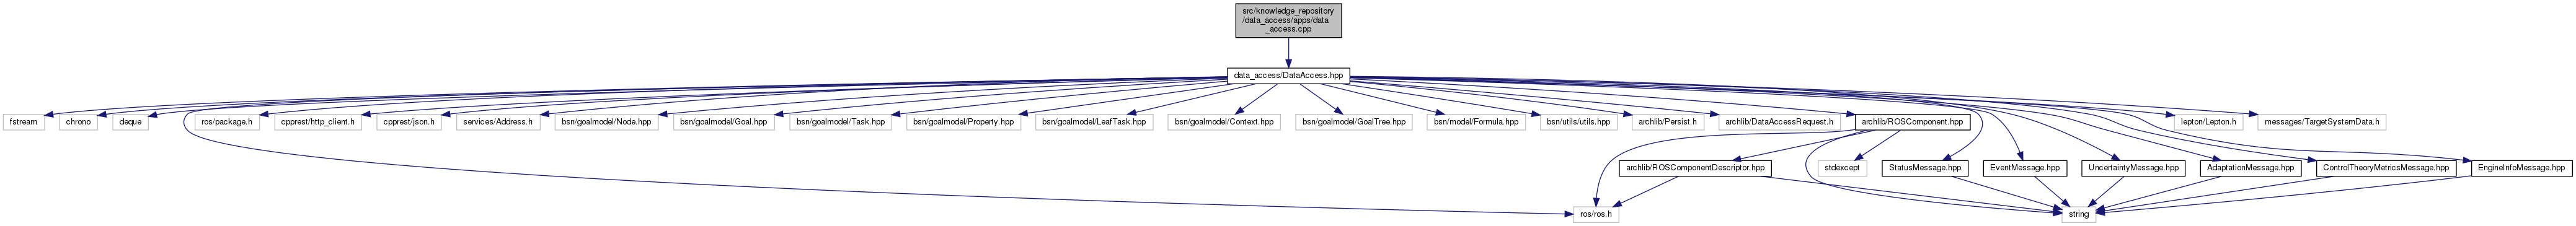 src/knowledge_repository
/data_access/apps/data
_access.cpp
data_access/DataAccess.hpp
fstream
chrono
deque
ros/package.h
cpprest/http_client.h
cpprest/json.h
services/Address.h
bsn/goalmodel/Node.hpp
bsn/goalmodel/Goal.hpp
bsn/goalmodel/Task.hpp
bsn/goalmodel/Property.hpp
bsn/goalmodel/LeafTask.hpp
bsn/goalmodel/Context.hpp
bsn/goalmodel/GoalTree.hpp
bsn/model/Formula.hpp
bsn/utils/utils.hpp
archlib/Persist.h
archlib/DataAccessRequest.h
archlib/ROSComponent.hpp
lepton/Lepton.h
messages/TargetSystemData.h
archlib/ROSComponentDescriptor.hpp
stdexcept
StatusMessage.hpp
EventMessage.hpp
UncertaintyMessage.hpp
AdaptationMessage.hpp
ControlTheoryMetricsMessage.hpp
EngineInfoMessage.hpp
ros/ros.h
string